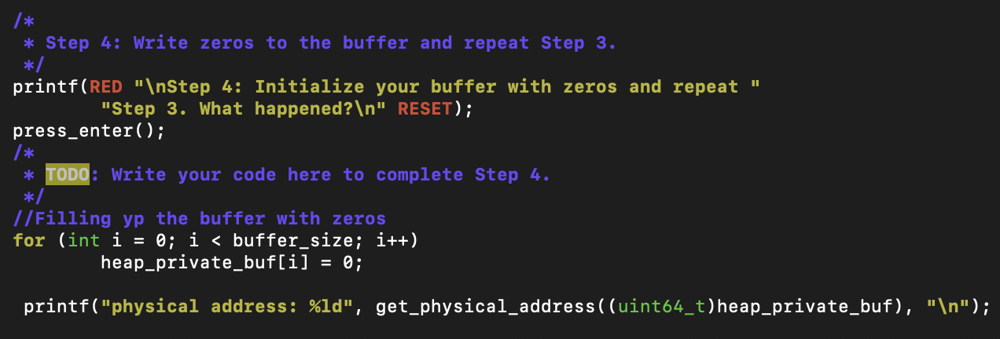 /*
 * Step 4: Write zeros to the buffer and repeat Step 3.
 */
printf(RED "\nStep 4: Initialize your buffer with zeros and repeat "
        "Step 3. What happened?\n" RESET);
press_enter();
/*
 * TODO: Write your code here to complete Step 4.
 */
//Filling yp the buffer with zeros
for (int i = 0; i < buffer_size; i++)
        heap_private_buf[i] = 0;
 printf("physical address: %ld", get_physical_address((uint64_t)heap_private_buf), "\n");